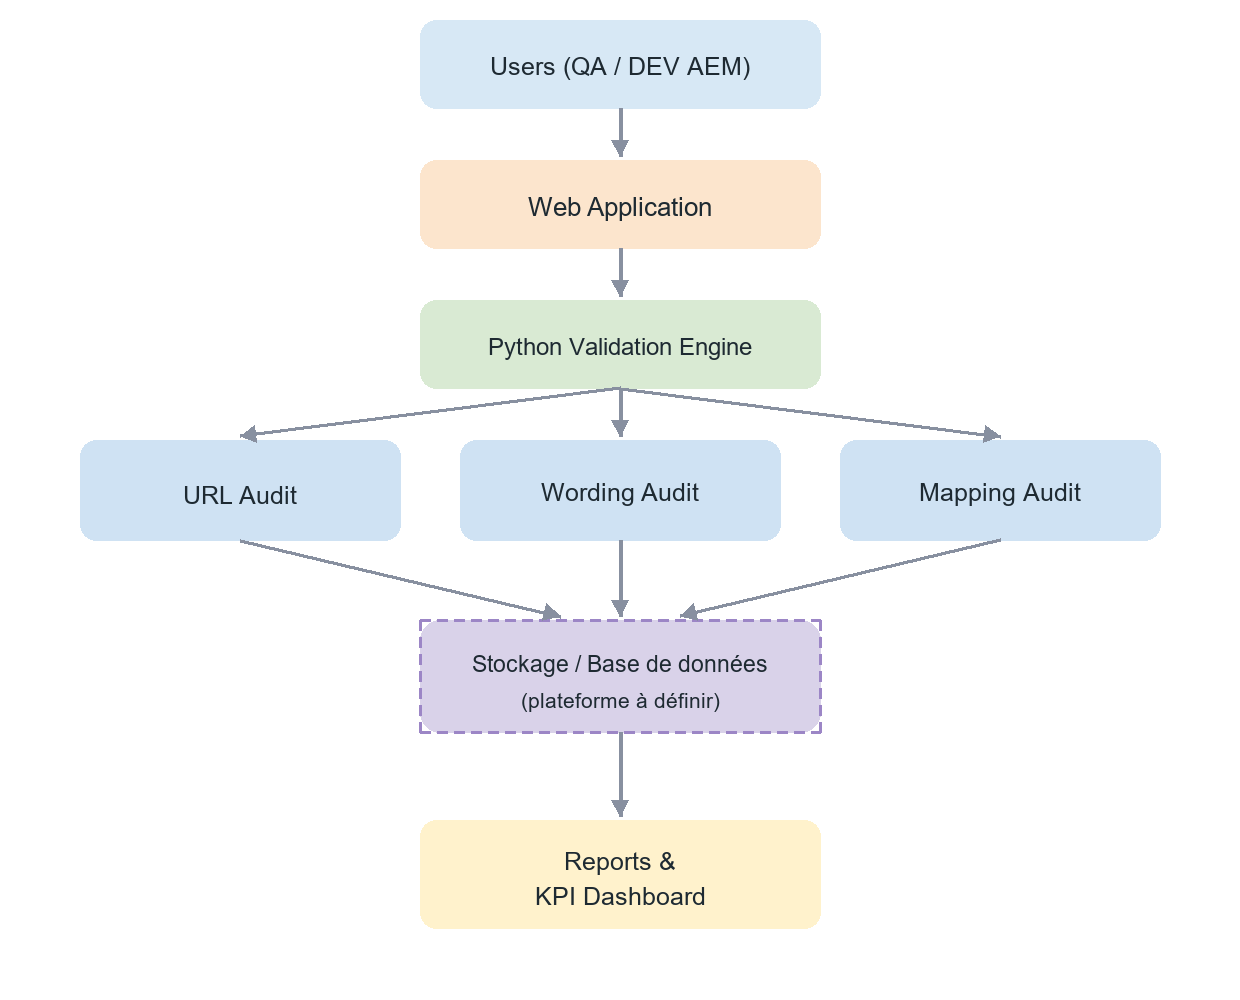 Users (QA / DEV AEM)
Web Application
Python Validation Engine
URL Audit
Wording Audit
Mapping Audit
Stockage / Base de données
(plateforme à définir)
Reports &
KPI Dashboard